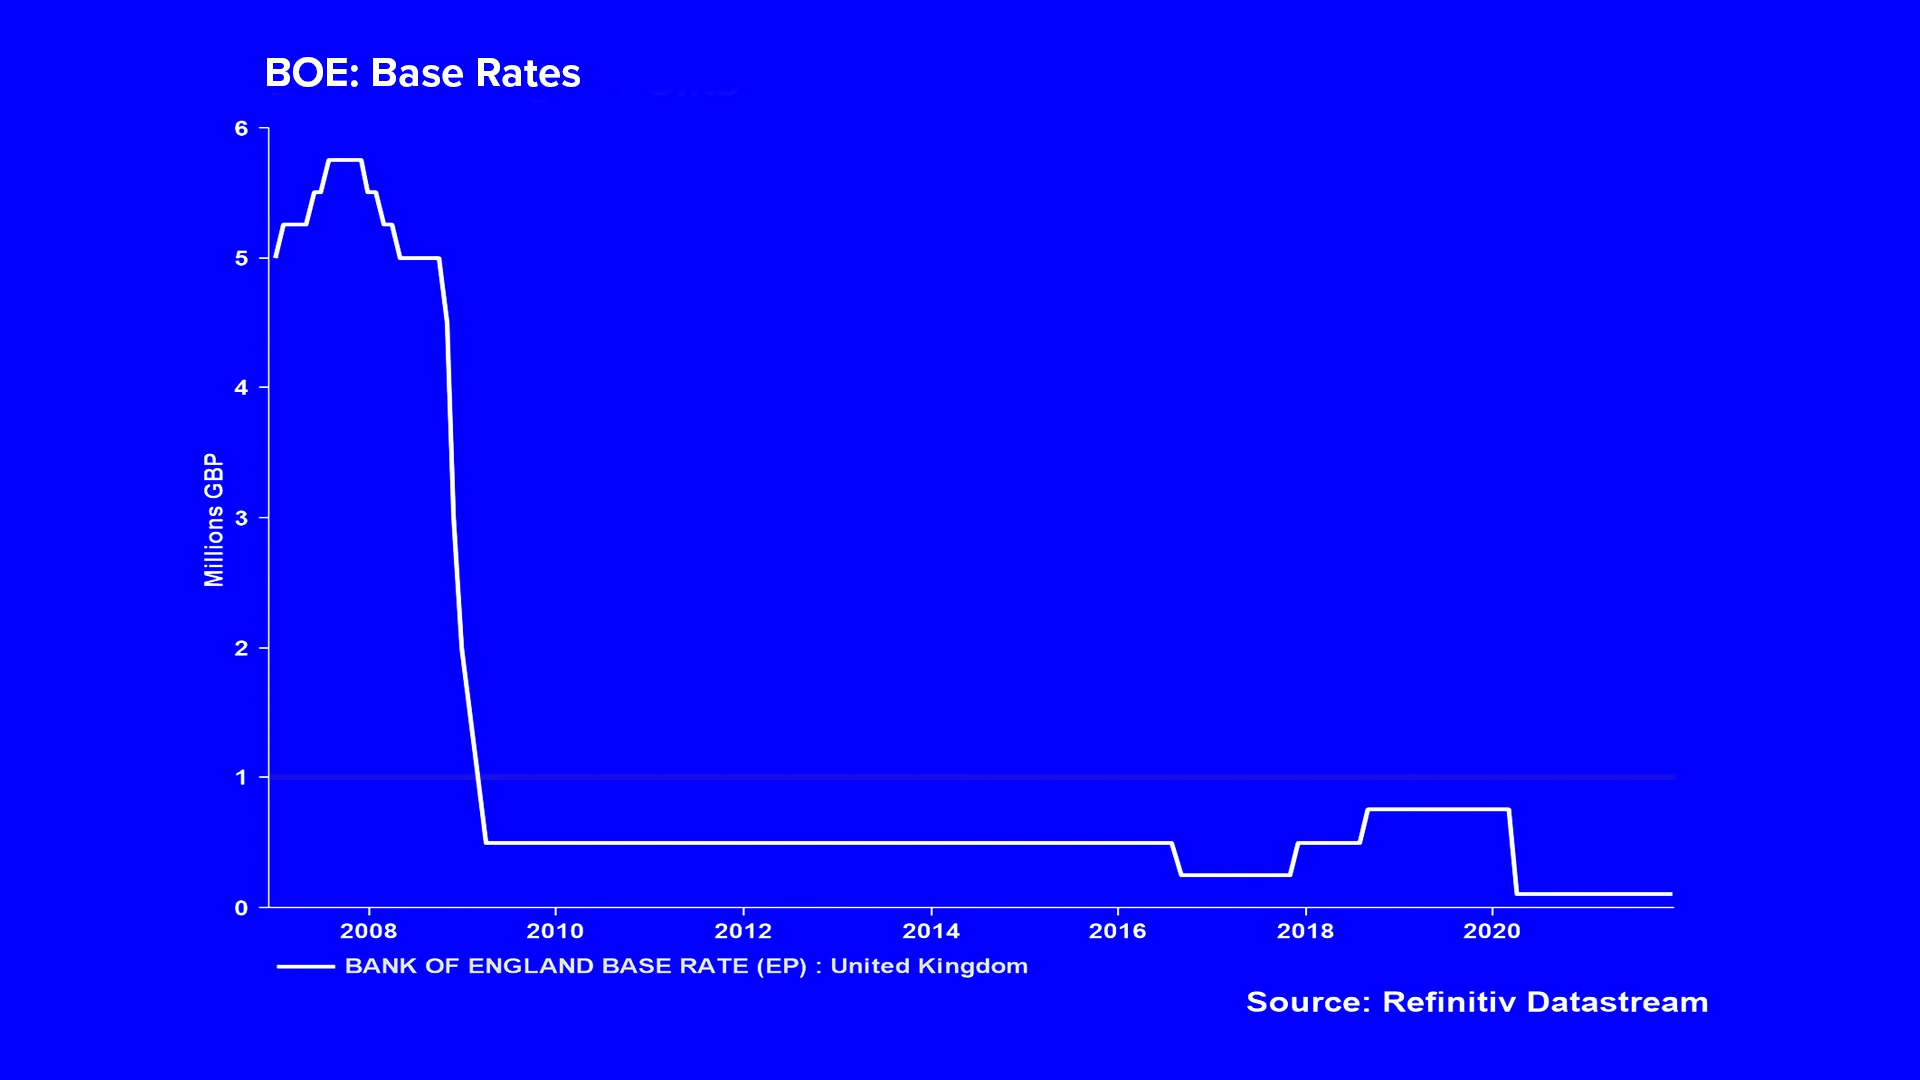 BOE: Base Rates
6
5
4
3
2
1
0
Millions GBP
2008 2010 2012 2014 2016 2018 2020
BANK OF ENGLAND BASE RATE (EP) : United Kingdom
Source: Refinitiv Datastream